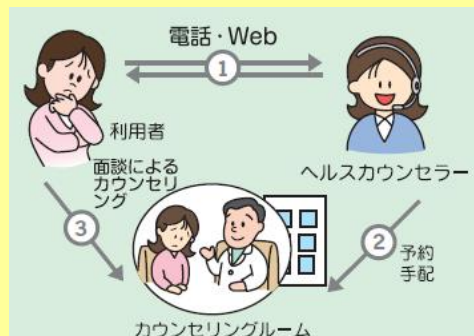 電話・Web
1
利用者
ヘルスカウンセラー
面談による
カウンセリ
ング
3
2
予約
手配
カウンセリングルーム